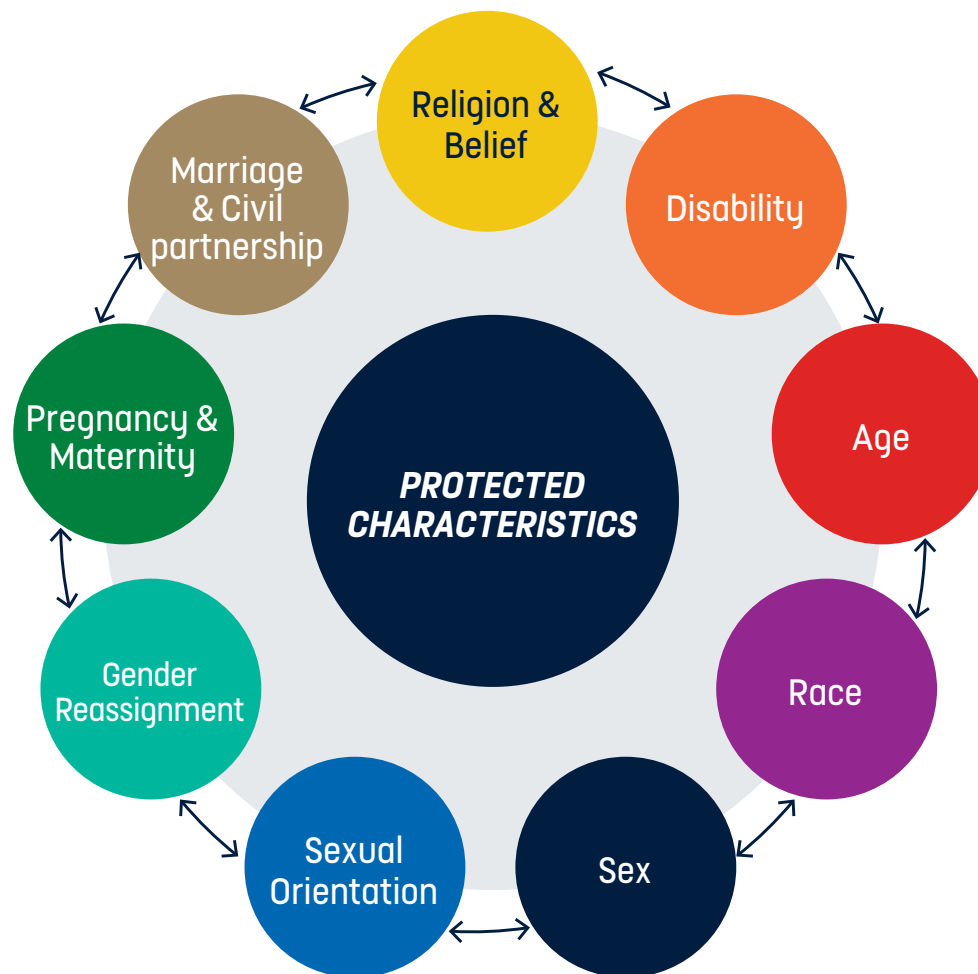 Religion &
Belief
Disability
Age
Race
Sex
Sexual
Orientation
Gender
Reassignment
Pregnancy &
Maternity
Marriage
& Civil
partnership
PROTECTED
CHARACTERISTICS